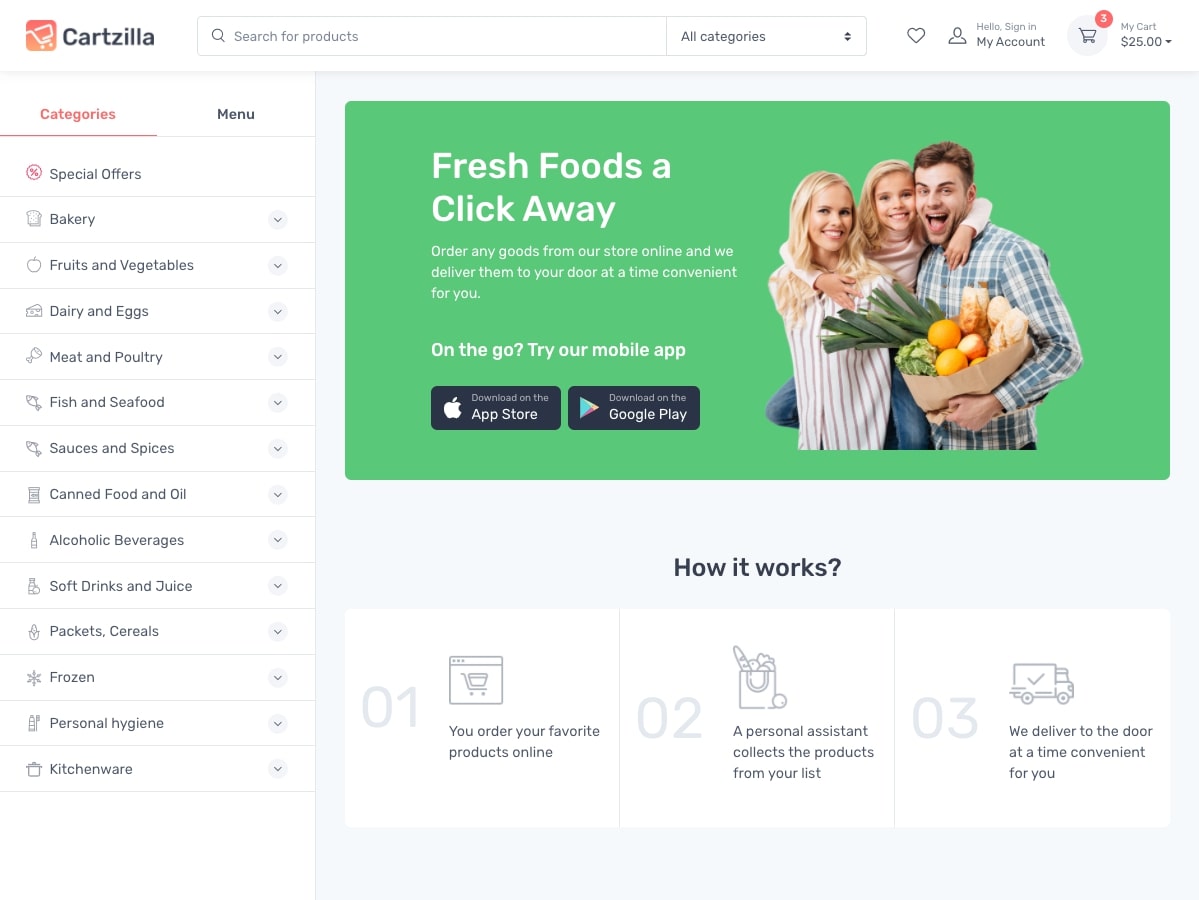 Cartzilla
Search for products
All categories
Hello, Sign in
My Account
3
My Cart
$25.00
Categories
Menu
Special Offers
Bakery
Fruits and Vegetables
Dairy and Eggs
Meat and Poultry
Fish and Seafood
Sauces and Spices
Canned Food and Oil
Alcoholic Beverages
Soft Drinks and Juice
Packets, Cereals
Frozen
Personal hygiene
Kitchenware
Fresh Foods a
Click Away
Order any goods from our store online and we
deliver them to your door at a time convenient
for you.
On the go? Try our mobile app
Download on the
App Store
Download on the
Google Play
How it works?
01
You order your favorite
products online
02
A personal assistant
collects the products
from your list
03
We deliver to the door
at a time convenient
for you